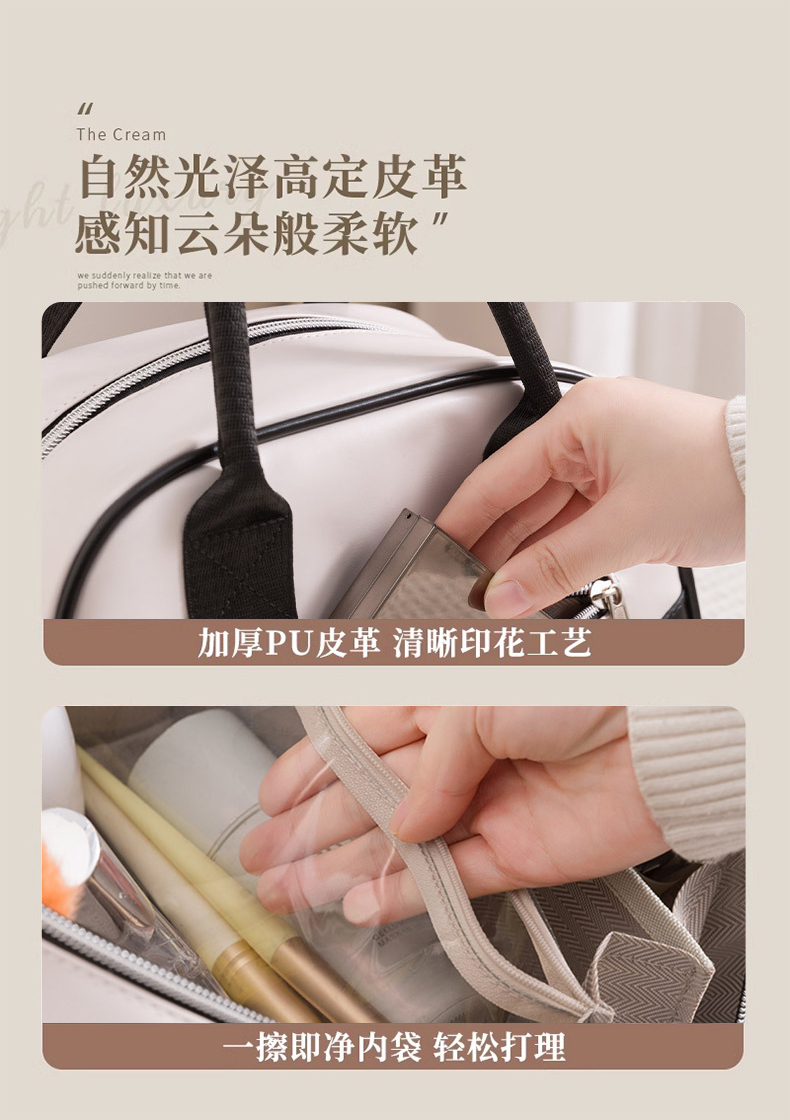 “
The Cream
自然光泽高定皮革
感知云朵般柔软 ”
we suddenly realize that we are
pushed forward by time.
加厚PU皮革 清晰印花工艺
一擦即净内袋 轻松打理